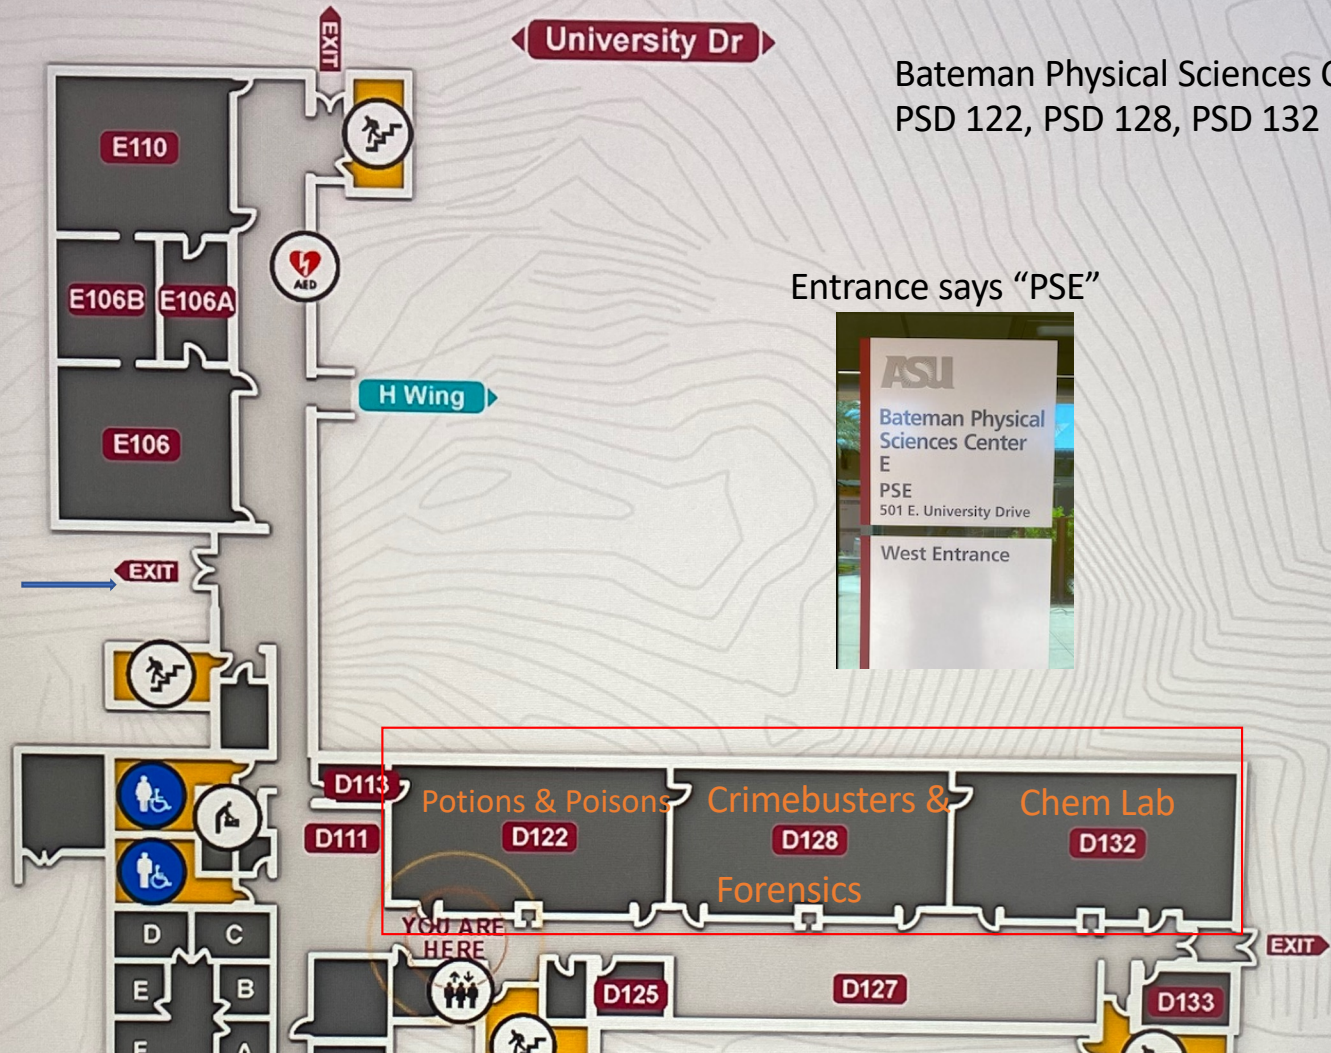 EXIT
University Dr
Bateman Physical Sciences
PSD 122, PSD 128, PSD 132
E110
AED
E106B
E106A
Entrance says “PSE”
ASU
Bateman Physical
Sciences Center
E
PSE
501 E. University Drive
West Entrance
H Wing
E106
EXIT
D113
Potions & Poisons
Crimebusters &
Chem Lab
D111
D122
D128
D132
Forensics
YOU ARE
HERE
D
C
E
B
D125
D127
D133
EXIT
A